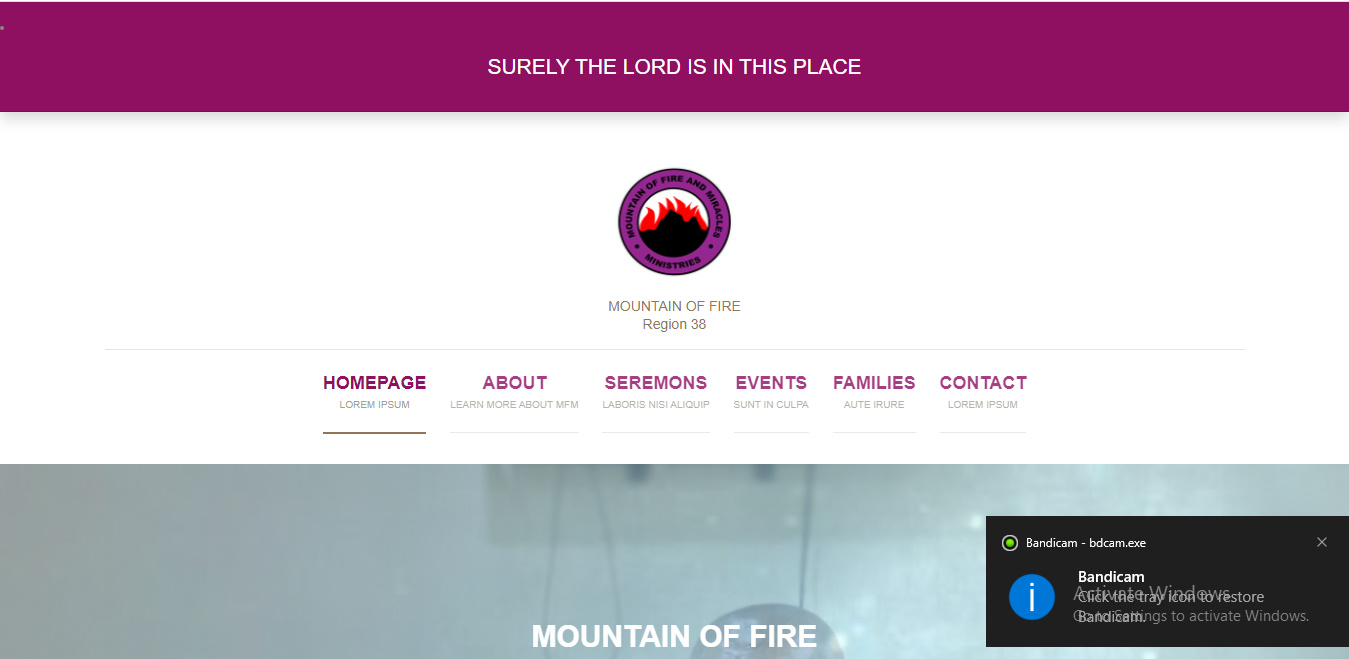 SURELY THE LORD IS IN THIS PLACE
MOUNTAIN OF FIRE AND MIRACLES
MINISTRIES
MOUNTAIN OF FIRE
Region 38
HOMEPAGE ABOUT SEREMONS EVENTS FAMILIES CONTACT
LOREM IPSUM LEARN MORE ABOUT MFM LABORIS NISI ALIQUIP SUNT IN CULPA AUTE IRURE LOREM IPSUM
MOUNTAIN OF FIRE
Bandicam - bdcam.exe
Bandicam
Click the tray icon to restore
Bandicam.
Activate Windows
Go to Settings to activate Windows.